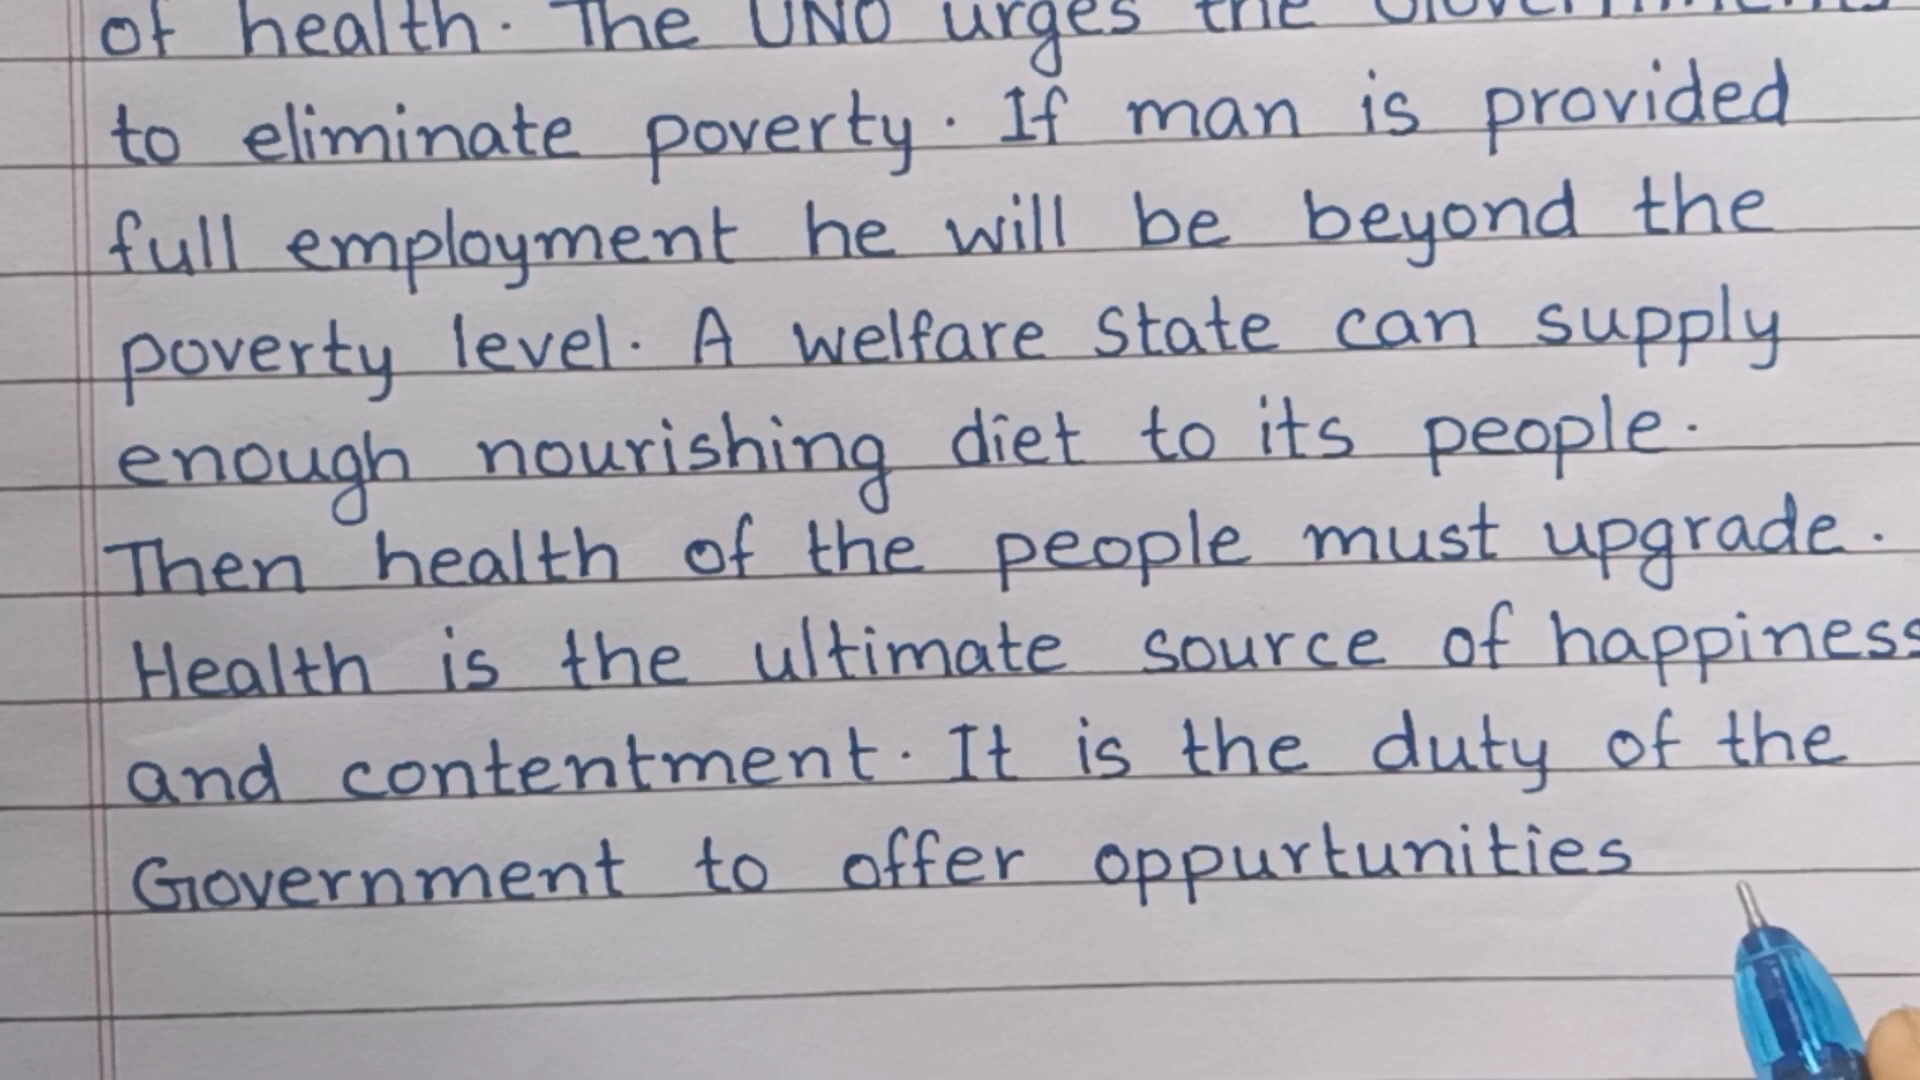 of health. The UNO urges the Governments
to eliminate poverty. If man is provided
full employment he will be beyond the
poverty level. A welfare state can supply
enough nourishing diet to its people.
Then health of the people must upgrade.
Health is the ultimate source of happiness
and contentment. It is the duty of the
Government to offer oppurtunities